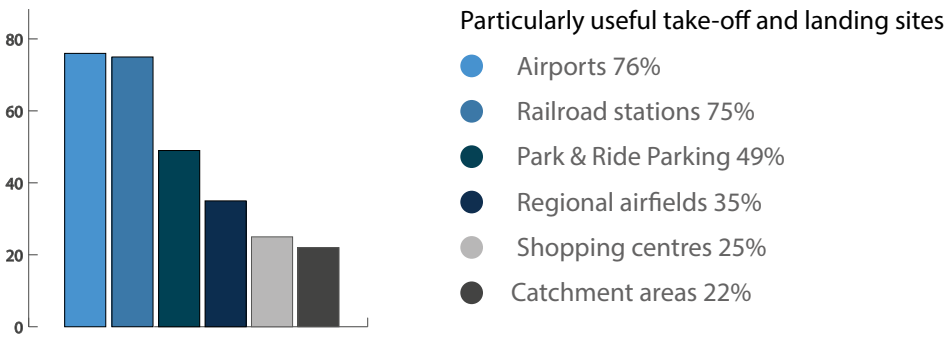 Particularly useful take-off and landing sites
80
60
40
20
0
Airports 76%
Railroad stations 75%
Park & Ride Parking 49%
Regional airfields 35%
Shopping centres 25%
Catchment areas 22%